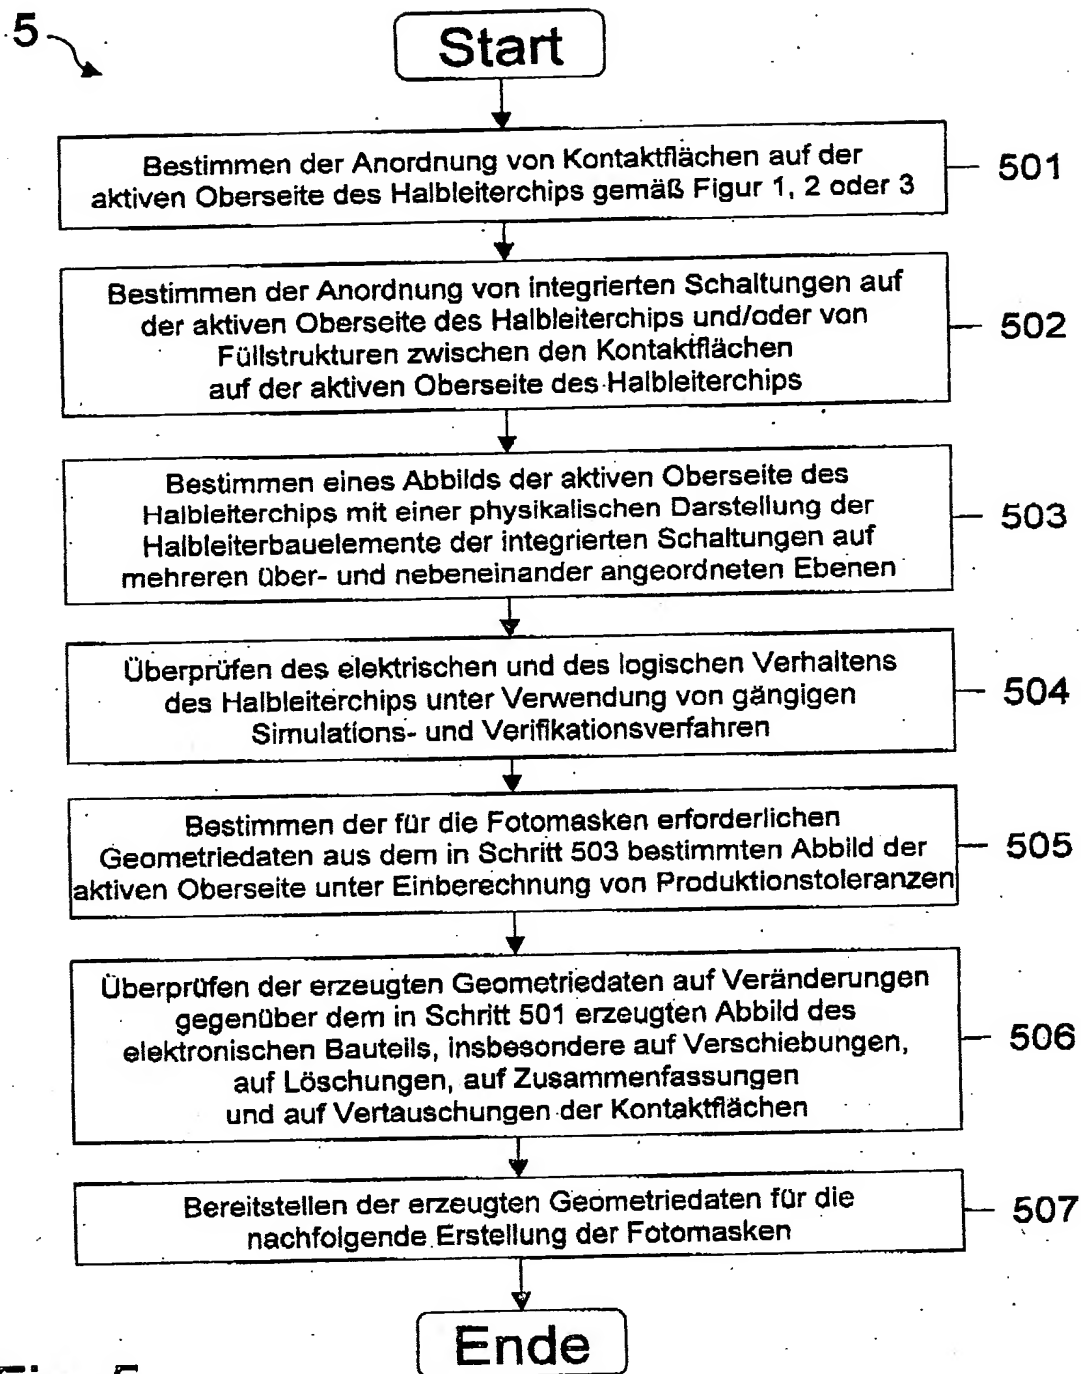 5
Start
Bestimmen der Anordnung von Kontaktflächen auf der
aktiven Oberseite des Halbleiterchips gemäß Figur 1, 2 oder 3
501
Bestimmen der Anordnung von integrierten Schaltungen auf
der aktiven Oberseite des Halbleiterchips und/oder von
Füllstrukturen zwischen den Kontaktflächen
auf der aktiven Oberseite des Halbleiterchips
502
Bestimmen eines Abbilds der aktiven Oberseite des
Halbleiterchips mit einer physikalischen Darstellung der
Halbleiterbauelemente der integrierten Schaltungen auf
mehreren über- und nebeneinander angeordneten Ebenen
503
Überprüfen des elektrischen und des logischen Verhaltens
des Halbleiterchips unter Verwendung von gängigen
Simulations- und Verifikationsverfahren
504
Bestimmen der für die Fotomasken erforderlichen
Geometriedaten aus dem in Schritt 503 bestimmten Abbild der
aktiven Oberseite unter Einberechnung von Produktionstoleranzen
505
Überprüfen der erzeugten Geometriedaten auf Veränderungen
gegenüber dem in Schritt 501 erzeugten Abbild des
elektronischen Bauteils, insbesondere auf Verschiebungen,
auf Löschungen, auf Zusammenfassungen
und auf Vertauschungen der Kontaktflächen
506
Bereitstellen der erzeugten Geometriedaten für die
nachfolgende Erstellung der Fotomasken
507
Ende